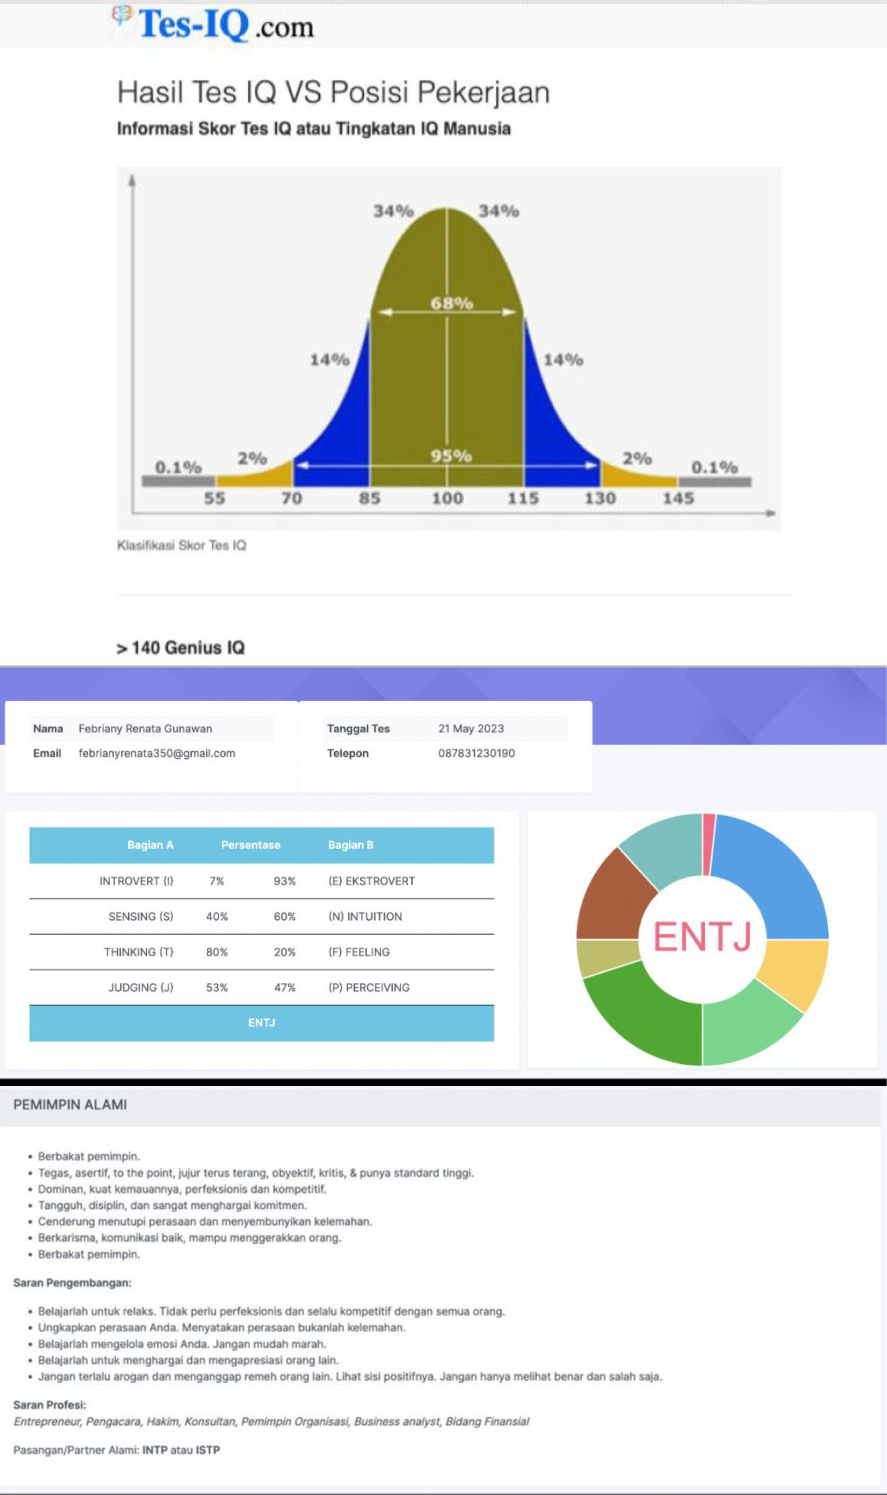 Tes-IQ .com
Hasil Tes IQ VS Posisi Pekerjaan
Informasi Skor Tes IQ atau Tingkatan IQ Manusia
34% 34%
68%
14% 14%
95%
0.1% 2% 2% 0.1%
55 70 85 100 115 130 145
Klasifikasi Skor Tes IQ
> 140 Genius IQ
Nama Febriany Renata Gunawan
Email febrianyrenata350@gmail.com
Tanggal Tes 21 May 2023
Telepon 087831230190
Bagian A Persentase Bagian B
INTROVERT (I) 7% 93% (E) EKSTROVERT
SENSING (S) 40% 60% (N) INTUITION
THINKING (T) 80% 20% (F) FEELING
JUDGING (J) 53% 47% (P) PERCEIVING
ENTJ
ENTJ
PEMIMPIN ALAMI
• Berbakat pemimpin.
• Tegas, asertif, to the point, jujur terus terang, obyektif, kritis, & punya standard tinggi.
• Dominan, kuat kemauannya, perfeksionis dan kompetitif.
• Tangguh, disiplin, dan sangat menghargai komitmen.
• Cenderung menutupi perasaan dan menyembunyikan kelemahan.
• Berkarisma, komunikasi baik, mampu menggerakkan orang.
• Berbakat pemimpin.
Saran Pengembangan:
• Belajarlah untuk relaks. Tidak perlu perfeksionis dan selalu kompetitif dengan semua orang.
• Ungkapkan perasaan Anda. Menyatakan perasaan bukanlah kelemahan.
• Belajarlah mengelola emosi Anda. Jangan mudah marah.
• Belajarlah untuk menghargai dan mengapresiasi orang lain.
• Jangan terlalu arogan dan menganggap remeh orang lain. Lihat sisi positifnya. Jangan hanya melihat benar dan salah saja.
Saran Profesi:
Entrepreneur, Pengacara, Hakim, Konsultan, Pemimpin Organisasi, Business analyst, Bidang Finansial
Pasangan/Partner Alami: INTP atau ISTP